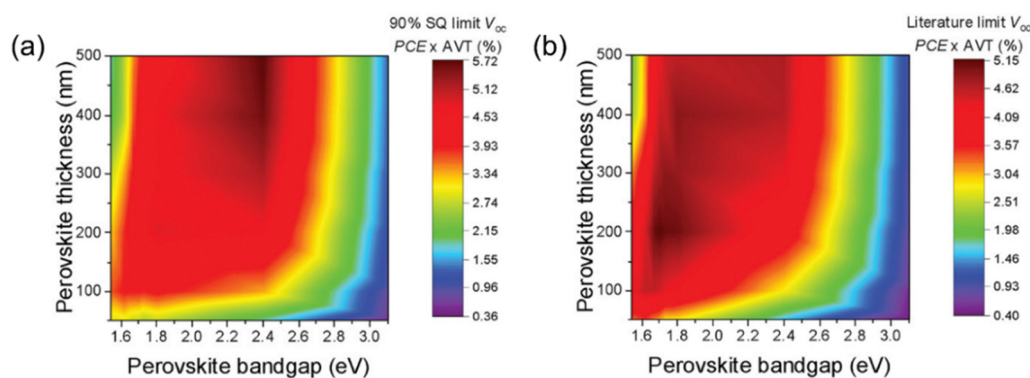 (a)
90% SQ limit Voc
PCE x AVT (%)
5.72
5.12
4.53
3.93
3.34
2.74
2.15
1.55
0.96
0.36
Perovskite thickness (nm)
500
400
300
200
100
1.6 1.8 2.0 2.2 2.4 2.6 2.8 3.0
Perovskite bandgap (eV)
(b)
Literature limit Voc
PCE x AVT (%)
5.15
4.62
4.09
3.57
3.04
2.51
1.98
1.46
0.93
0.40
Perovskite thickness (nm)
500
400
300
200
100
1.6 1.8 2.0 2.2 2.4 2.6 2.8 3.0
Perovskite bandgap (eV)